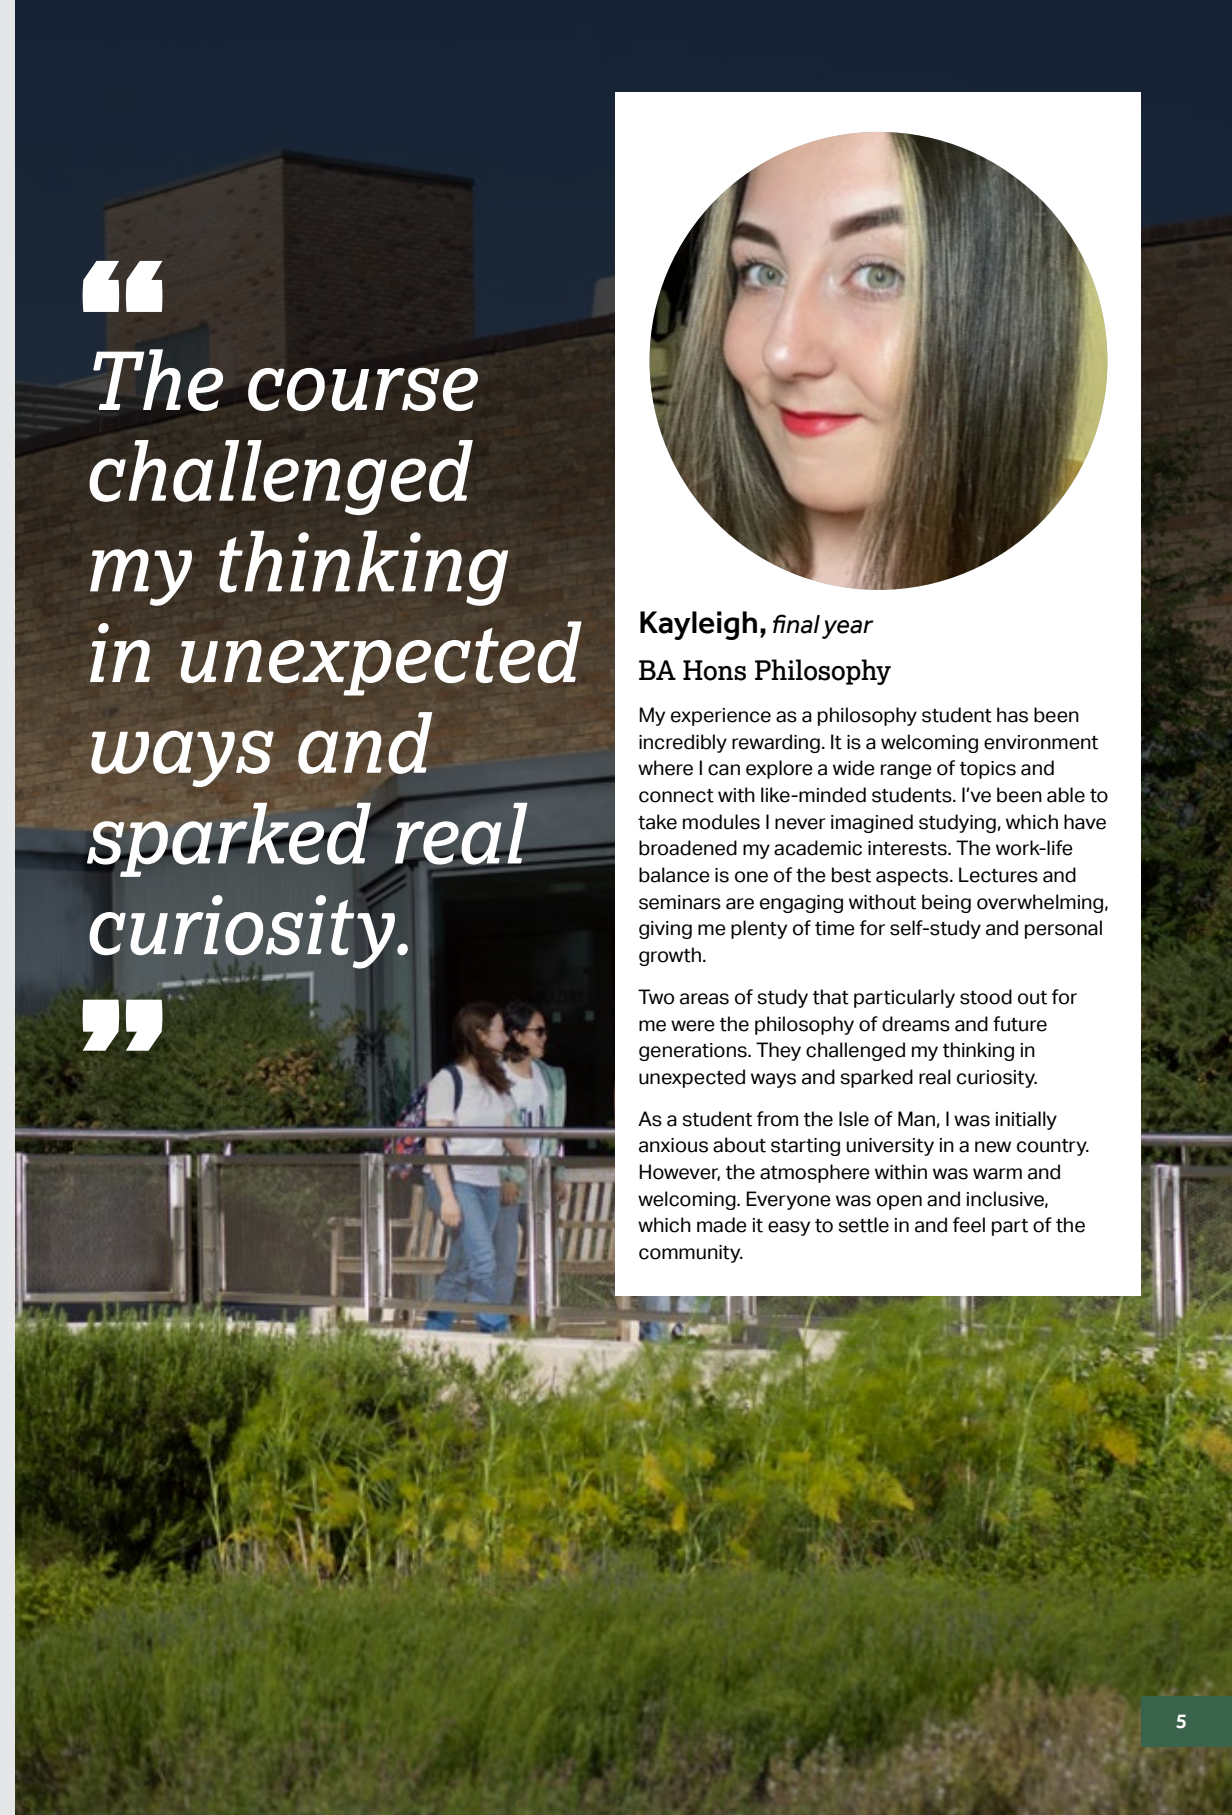 “
The course
challenged
my thinking
in unexpected
ways and
sparked real
curiosity.
”
Kayleigh, final year
BA Hons Philosophy
My experience as a philosophy student has been
incredibly rewarding. It is a welcoming environment
where I can explore a wide range of topics and
connect with like-minded students. I've been able to
take modules I never imagined studying, which have
broadened my academic interests. The work-life
balance is one of the best aspects. Lectures and
seminars are engaging without being overwhelming,
giving me plenty of time for self-study and personal
growth.
Two areas of study that particularly stood out for
me were the philosophy of dreams and future
generations. They challenged my thinking in
unexpected ways and sparked real curiosity.
As a student from the Isle of Man, I was initially
anxious about starting university in a new country.
However, the atmosphere within was warm and
welcoming. Everyone was open and inclusive,
which made it easy to settle in and feel part of the
community.
5